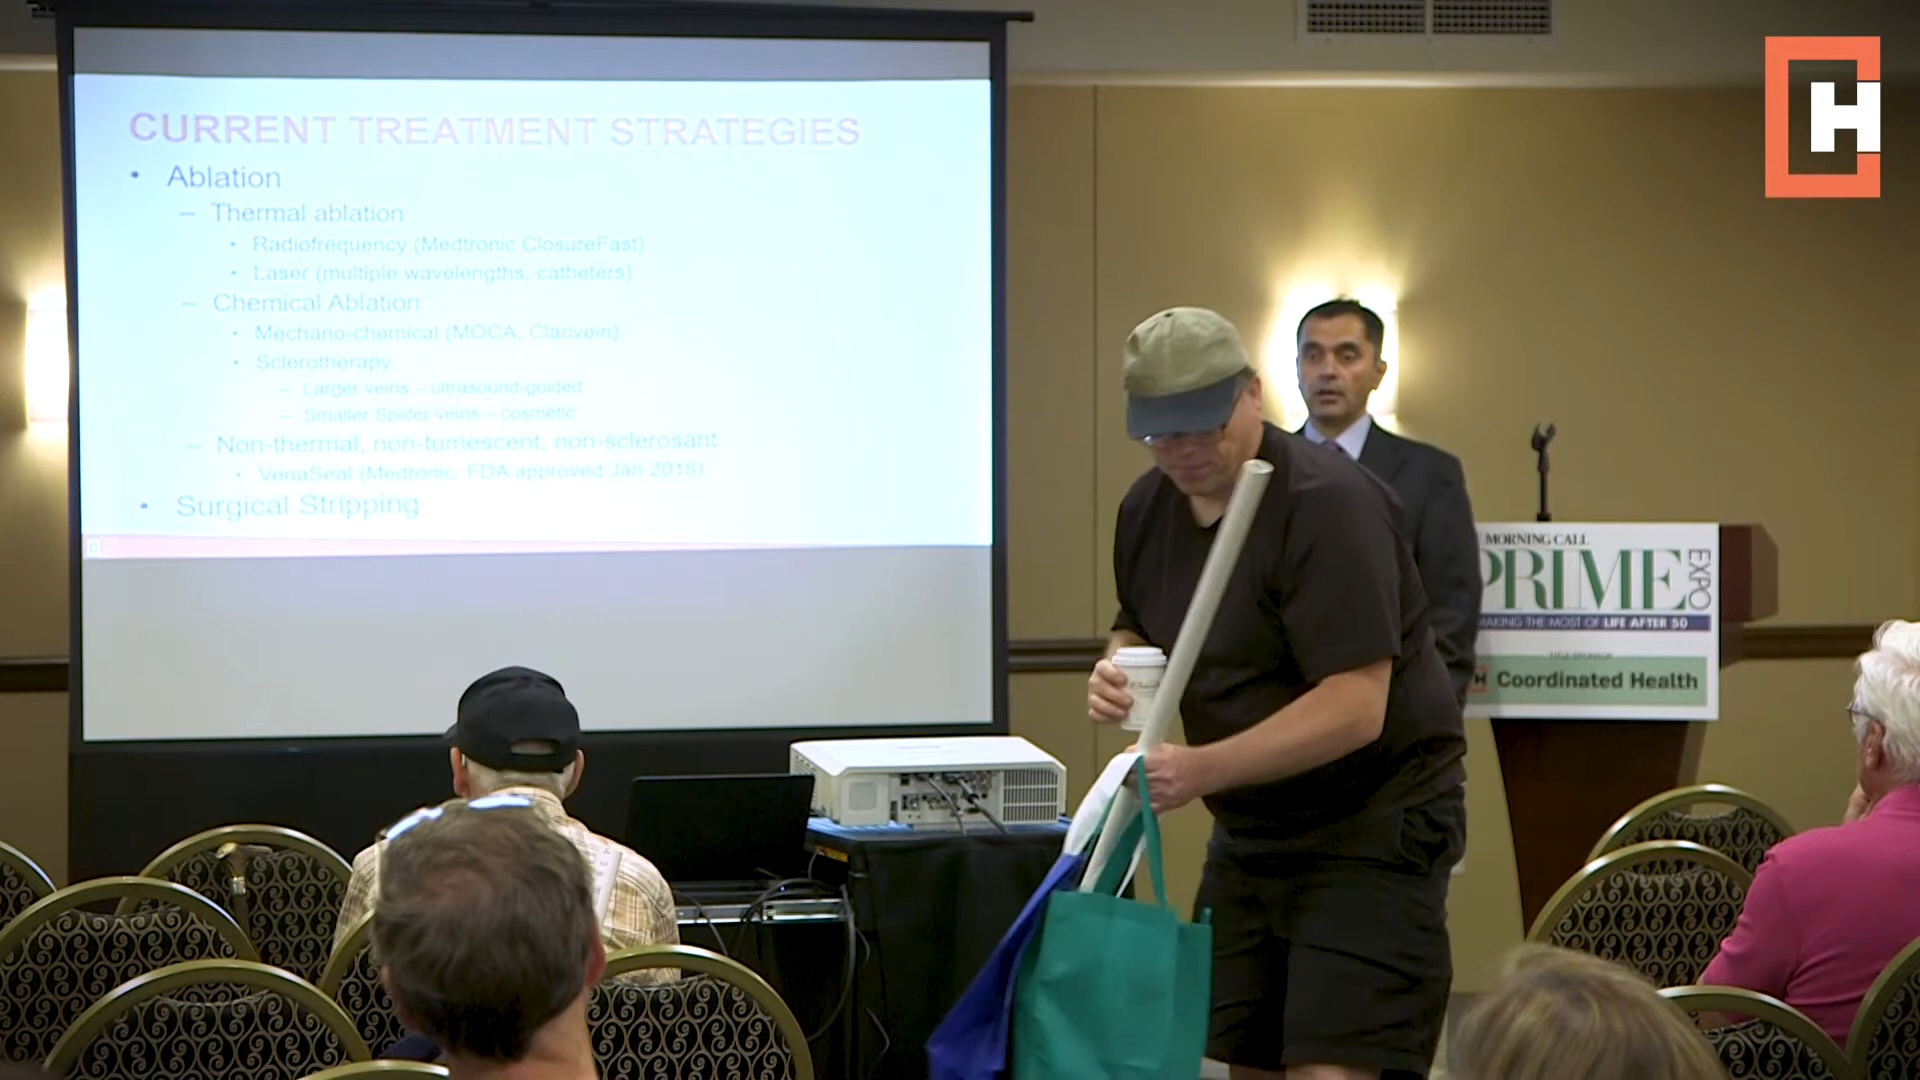 CURRENT TREATMENT STRATEGIES
• Ablation
– Thermal ablation
• Radiofrequency (Medtronic ClosureFast)
• Laser (multiple wavelengths, catheters)
– Chemical Ablation
• Mechano-chemical (MOCA, Clarivein)
• Sclerotherapy
– Larger veins – ultrasound-guided
– Smaller Spider veins – cosmetic
– Non-thermal, non-tumescent, non-sclerosant
• VenaSeal (Medtronic, FDA approved Jan 2018)
• Surgical Stripping
H
MORNING CALL
PRIME EXPO
MAKING THE MOST OF LIFE AFTER 50
TITLE SPONSOR
H Coordinated Health